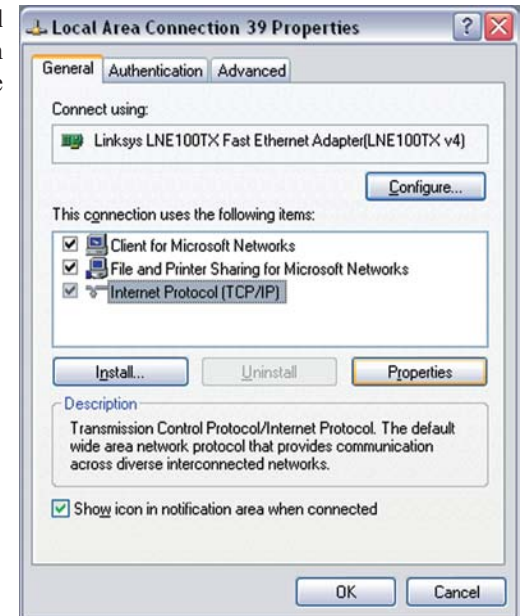 Local Area Connection 39 Properties
General Authentication Advanced
Connect using:
Linksys LNE100TX Fast Ethernet Adapter(LNE100TX v4)
Configure...
This connection uses the following items:
Client for Microsoft Networks
File and Printer Sharing for Microsoft Networks
Internet Protocol (TCP/IP)
Install... Uninstall Properties
Description
Transmission Control Protocol/Internet Protocol. The default
wide area network protocol that provides communication
across diverse interconnected networks.
Show icon in notification area when connected
OK Cancel